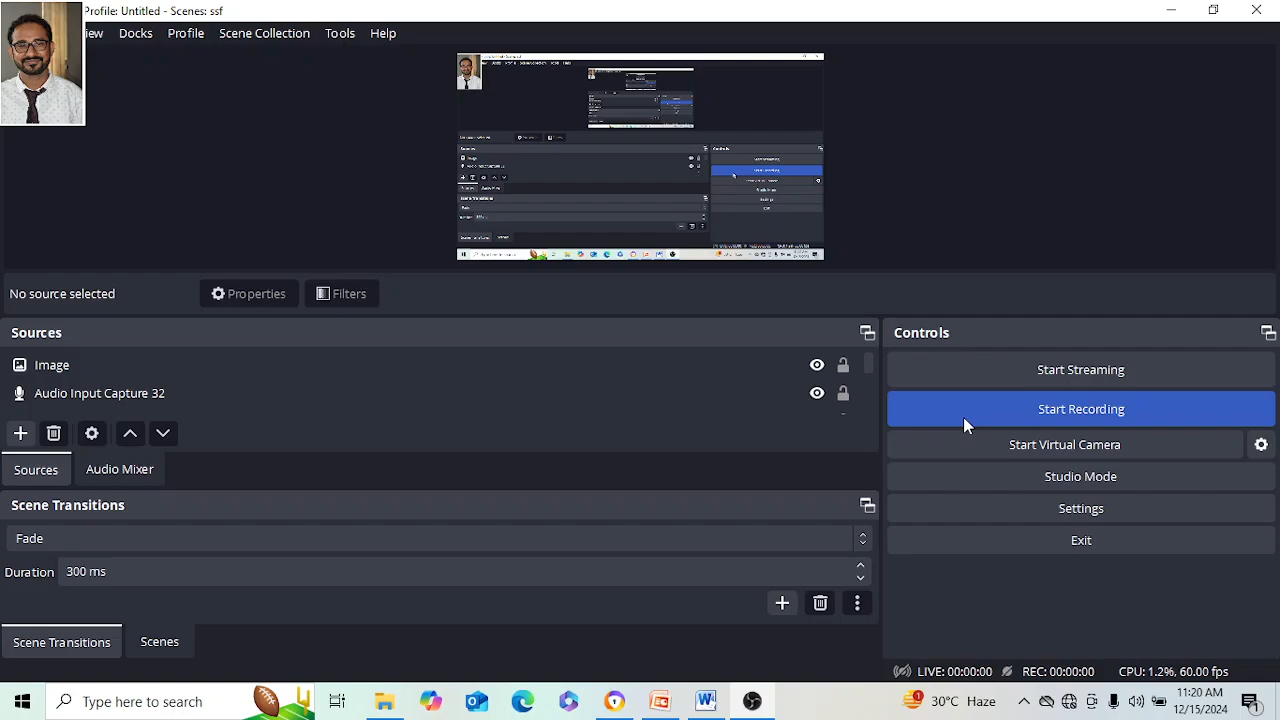 Profile: Untitled - Scenes: ssf
Docks Profile Scene Collection Tools Help
No source selected Properties Filters
Sources
Image
Audio Input Capture 32
Sources Audio Mixer
Scene Transitions
Fade
Duration 300 ms
Scene Transitions Scenes
Controls
Start Streaming
Start Recording
Start Virtual Camera
Studio Mode
Settings
Exit
LIVE: 00:00:00 REC: 00:00:00 CPU: 1.2%, 60.00 fps
Type here to search
30°C Haze
11:20 AM
12/15/2024